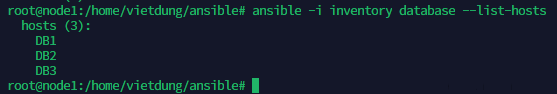 root@node1:/home/vietdung/ansible# ansible -i inventory database --list-hosts
  hosts (3):
    DB1
    DB2
    DB3
root@node1:/home/vietdung/ansible#